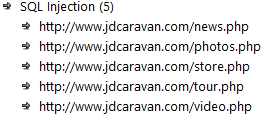 SQL Injection (5)
http://www.jdcaravan.com/news.php
http://www.jdcaravan.com/photos.php
http://www.jdcaravan.com/store.php
http://www.jdcaravan.com/tour.php
http://www.jdcaravan.com/video.php